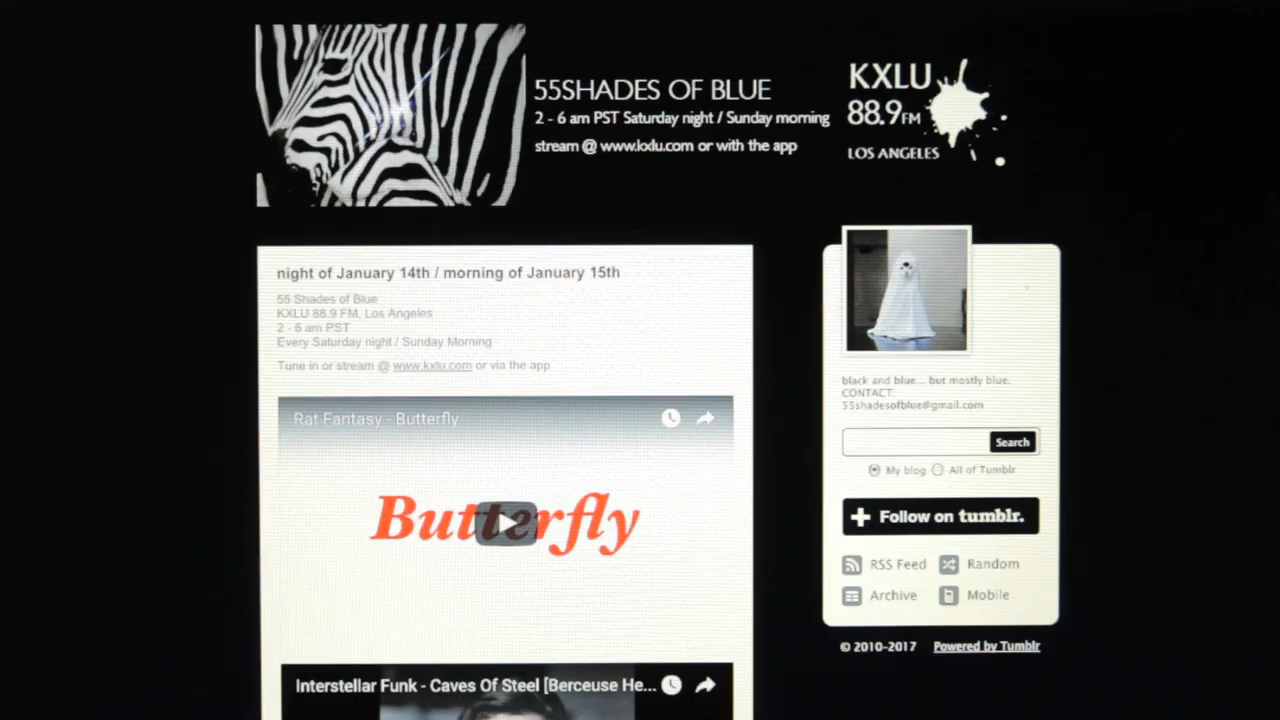 55SHADES OF BLUE
2 - 6 am PST Saturday night / Sunday morning
stream @ www.kxlu.com or with the app
KXLU
88.9FM
LOS ANGELES
night of January 14th / morning of January 15th
55 Shades of Blue
KXLU 88.9 FM, Los Angeles
2 - 6 am PST
Every Saturday night / Sunday Morning
Tune in or stream @ www.kxlu.com or via the app
Rat Fantasy - Butterfly
Butterfly
Interstellar Funk - Caves Of Steel [Berceuse He...
black and blue... but mostly blue.
CONTACT:
55shadesofblue@gmail.com
Search
My blog All of Tumblr
Follow on tumblr.
RSS Feed Random
Archive Mobile
© 2010-2017 Powered by Tumblr